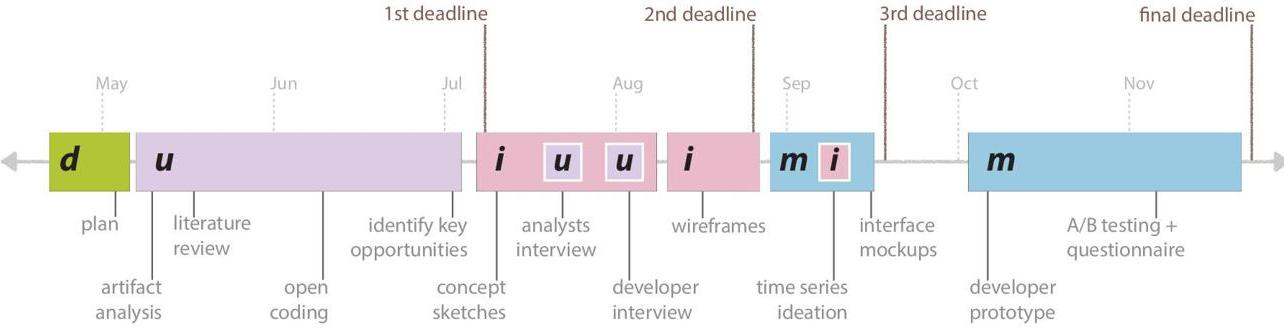 1st deadline
2nd deadline
3rd deadline
final deadline
May
Jun
Jul
Aug
Sep
Oct
Nov
d
u
i
u
u
i
m
i
m
plan
literature
review
identify key
opportunities
analysts
interview
wireframes
interface
mockups
A/B testing +
questionnaire
artifact
analysis
open
coding
concept
sketches
developer
interview
time series
ideation
developer
prototype